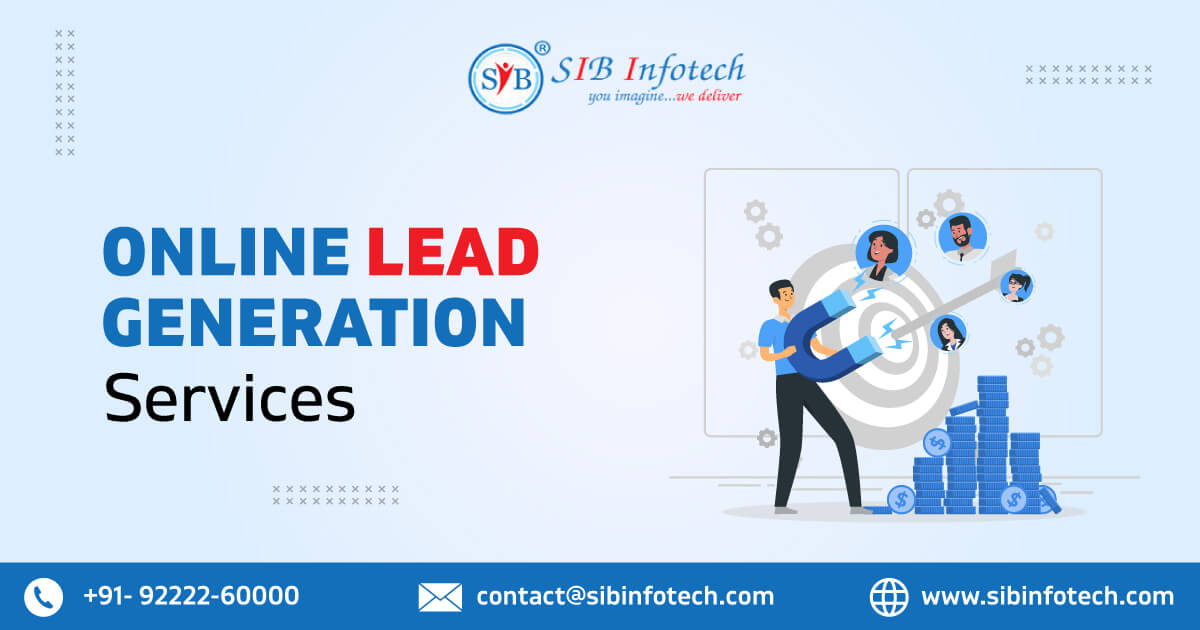 SIB ®
SIB Infotech
you imagine...we deliver
ONLINE LEAD
GENERATION
Services
+91- 92222-60000
contact@sibinfotech.com
www.sibinfotech.com